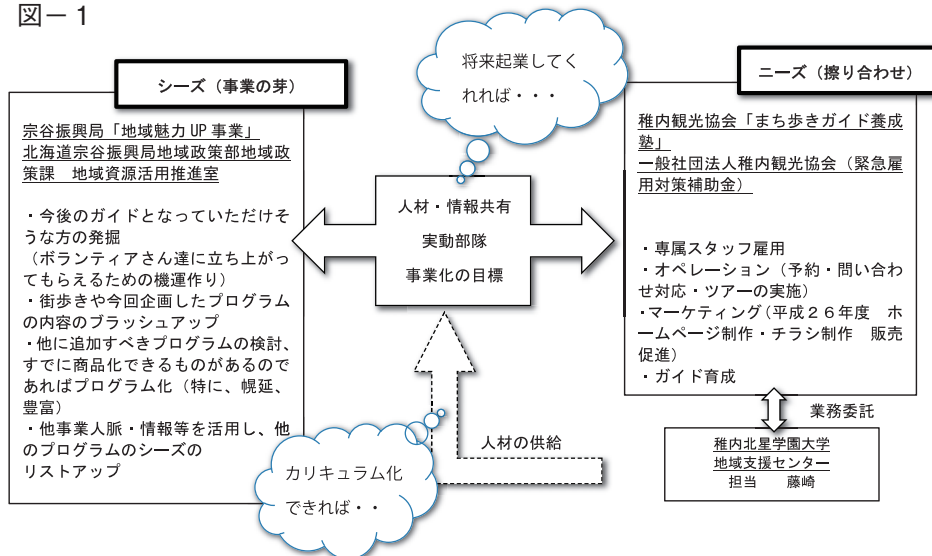 図－1
シーズ（事業の芽）
宗谷振興局「地域魅力 UP 事業」
北海道宗谷振興局地域政策部地域政
策課　地域資源活用推進室
・今後のガイドとなっていただけそ
うな方の発掘
（ボランティアさん達に立ち上がっ
てもらえるための機運作り）
・街歩きや今回企画したプログラム
の内容のブラッシュアップ
・他に追加すべきプログラムの検討、
すでに商品化できるものがあるので
あればプログラム化（特に、幌延、
豊富）
・他事業人脈・情報等を活用し、他
のプログラムのシーズの
リストアップ
将来起業してく
れれば・・・
人材・情報共有
実動部隊
事業化の目標
カリキュラム化
できれば・・
人材の供給
ニーズ（擦り合わせ）
稚内観光協会「まち歩きガイド養成
塾」
一般社団法人稚内観光協会（緊急雇
用対策補助金）
・専属スタッフ雇用
・オペレーション（予約・問い合わ
せ対応・ツアーの実施）
・マーケティング（平成２６年度　ホ
ームページ制作・チラシ制作　販売
促進）
・ガイド育成
業務委託
稚内北星学園大学
地域支援センター
担当　　藤崎